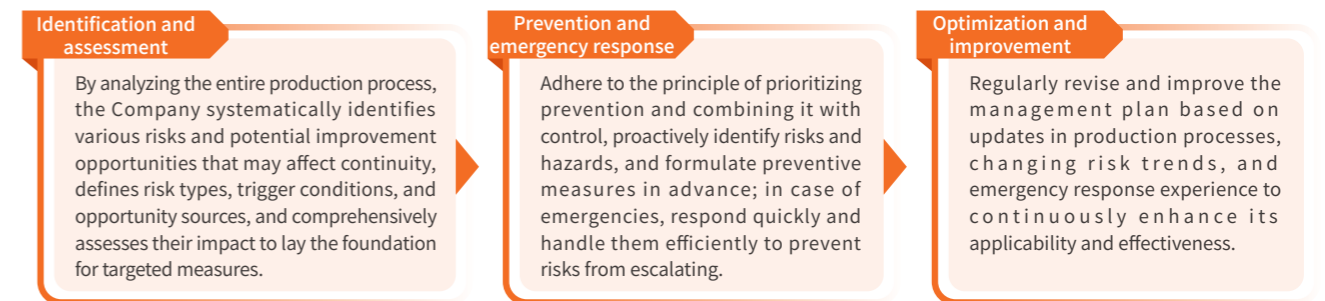 Identification and
assessment
By analyzing the entire production process,
the Company systematically identifies
various risks and potential improvement
opportunities that may affect continuity,
defines risk types, trigger conditions, and
opportunity sources, and comprehensively
assesses their impact to lay the foundation
for targeted measures.
Prevention and
emergency response
Adhere to the principle of prioritizing
prevention and combining it with
control, proactively identify risks and
hazards, and formulate preventive
measures in advance; in case of
emergencies, respond quickly and
handle them efficiently to prevent
risks from escalating.
Optimization and
improvement
Regularly revise and improve the
management plan based on
updates in production processes,
changing risk trends, and
emergency response experience to
continuously enhance its
applicability and effectiveness.